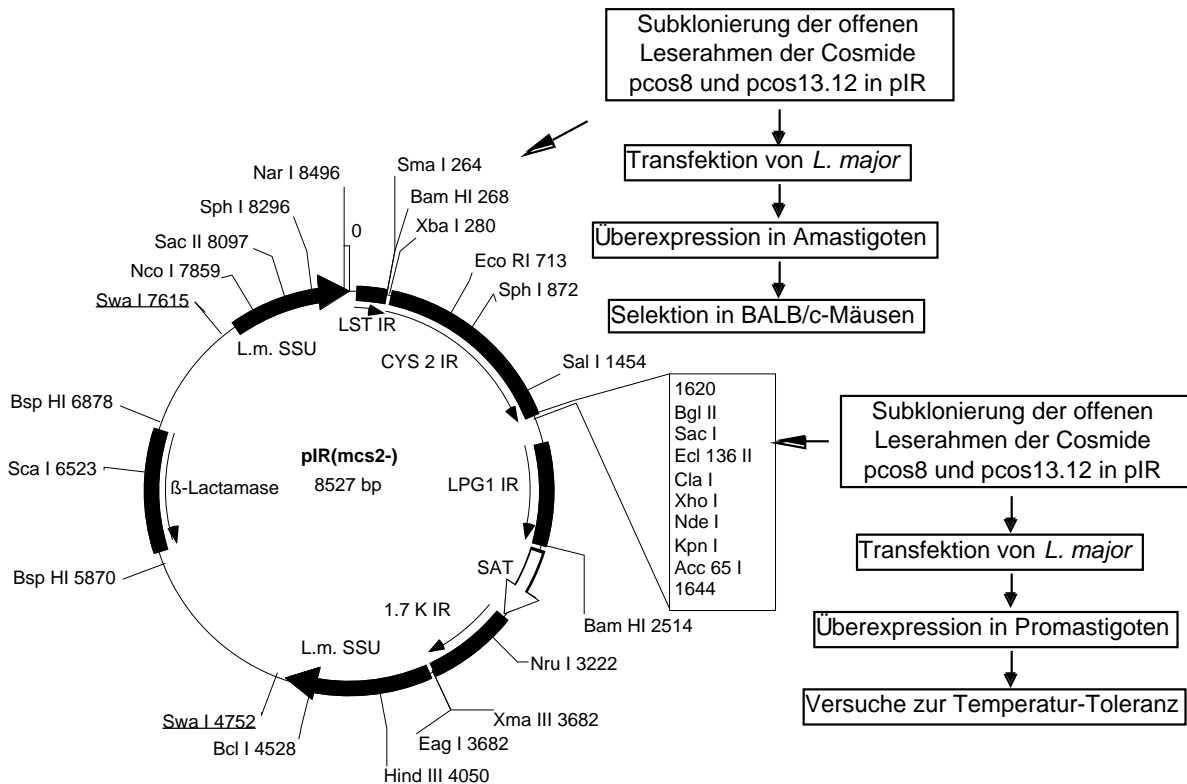 Subklonierung der offenen
Leserahmen der Cosmide
pcos8 und pcos13.12 in pIR
Transfektion von L. major
Überexpression in Amastigoten
Selektion in BALB/c-Mäusen
Nar I 8496
Sph I 8296
Sac II 8097
Nco I 7859
Swa I 7615
0
Sma I 264
Bam HI 268
Xba I 280
Eco RI 713
Sph I 872
LST IR
CYS 2 IR
L.m. SSU
Sal I 1454
1620
Bgl II
Sac I
Ecl 136 II
Cla I
Xho I
Nde I
Kpn I
Acc 65 I
1644
Subklonierung der offenen
Leserahmen der Cosmide
pcos8 und pcos13.12 in pIR
Transfektion von L. major
Überexpression in Promastigoten
Versuche zur Temperatur-Toleranz
Bsp HI 6878
Sca I 6523
ß-Lactamase
Bsp HI 5870
pIR(mcs2-)
8527 bp
LPG1 IR
SAT
1.7 K IR
L.m. SSU
Bam HI 2514
Nru I 3222
Xma III 3682
Eag I 3682
Hind III 4050
Bcl I 4528
Swa I 4752